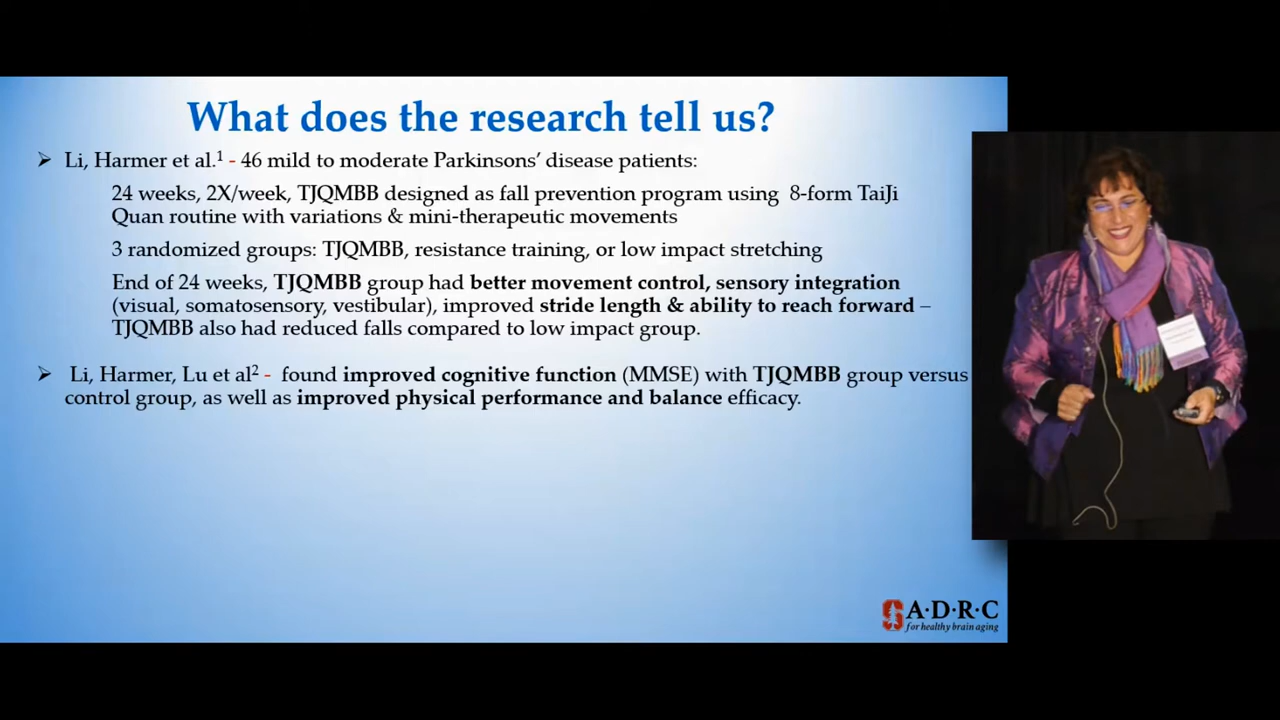 What does the research tell us?
➢ Li, Harmer et al.¹ - 46 mild to moderate Parkinsons’ disease patients:
24 weeks, 2X/week, TJQMBB designed as fall prevention program using 8-form TaiJi
Quan routine with variations & mini-therapeutic movements
3 randomized groups: TJQMBB, resistance training, or low impact stretching
End of 24 weeks, TJQMBB group had better movement control, sensory integration
(visual, somatosensory, vestibular), improved stride length & ability to reach forward –
TJQMBB also had reduced falls compared to low impact group.
➢ Li, Harmer, Lu et al² - found improved cognitive function (MMSE) with TJQMBB group versus
control group, as well as improved physical performance and balance efficacy.
A·D·R·C
for healthy brain aging